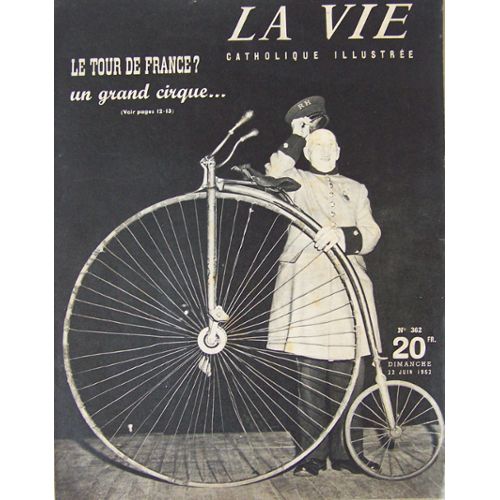 LA VIE
CATHOLIQUE ILLUSTRÉE
LE TOUR DE FRANCE?
un grand cirque...
(Voir pages 12-13)
RH
N° 362
20 FR.
DIMANCHE
22 JUIN 1952